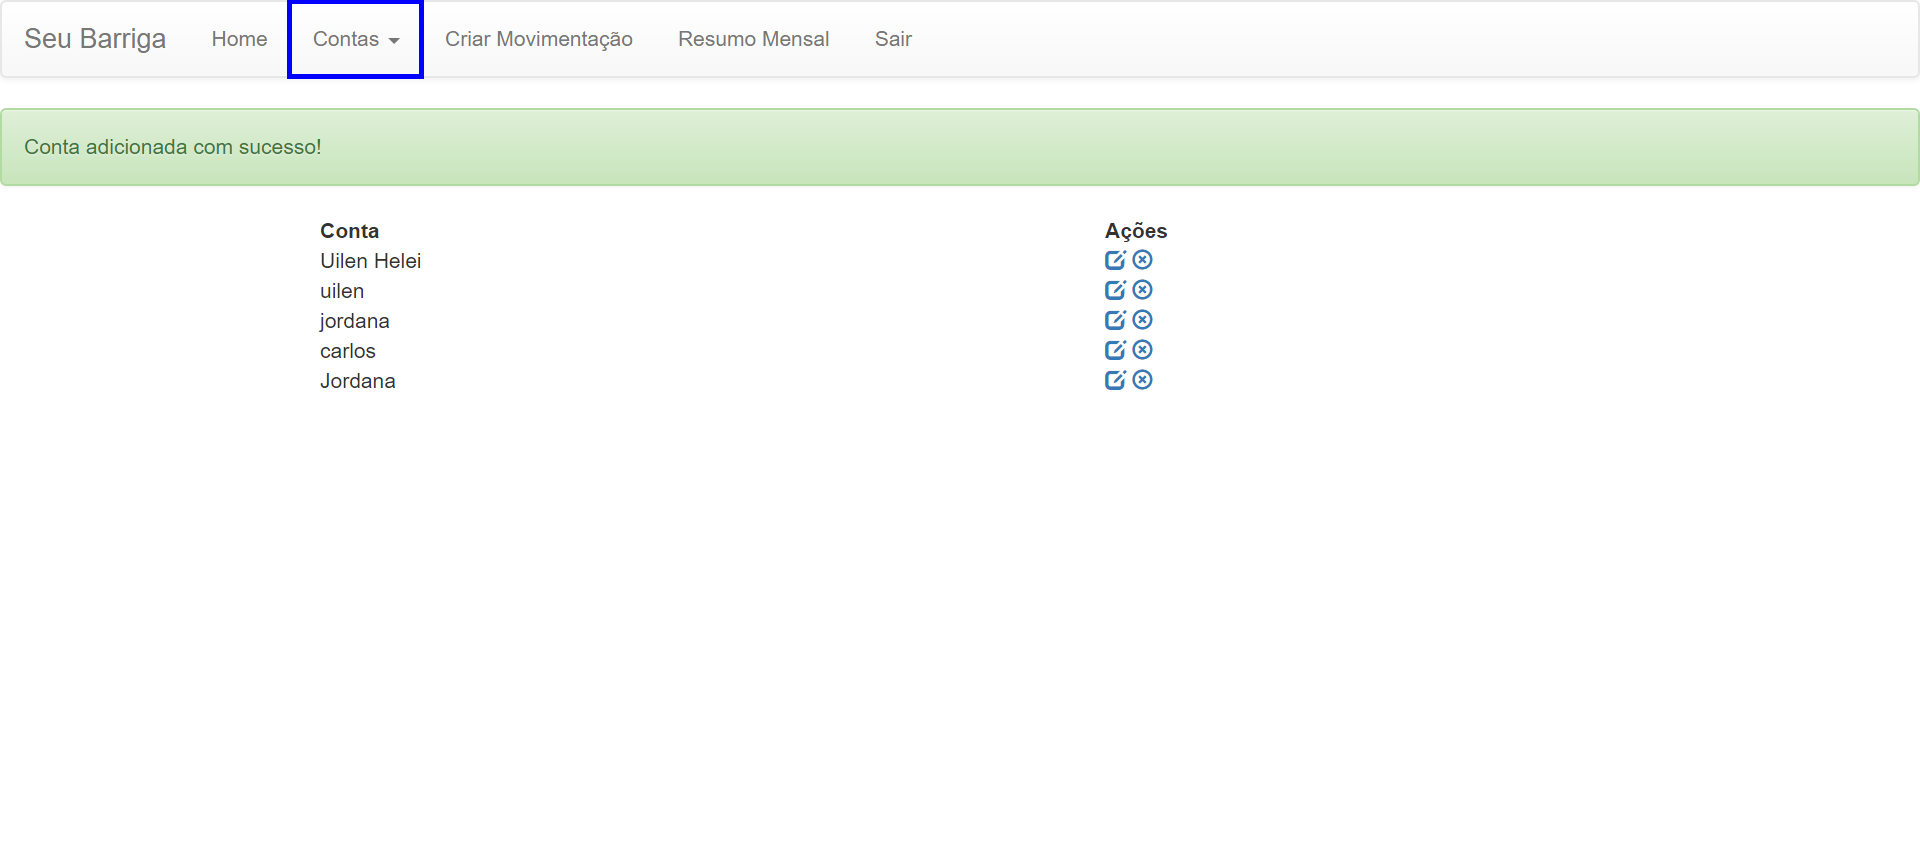 Seu Barriga Home Contas Criar Movimentação Resumo Mensal Sair
Conta adicionada com sucesso!
Conta Ações
Uilen Helei
uilen
jordana
carlos
Jordana